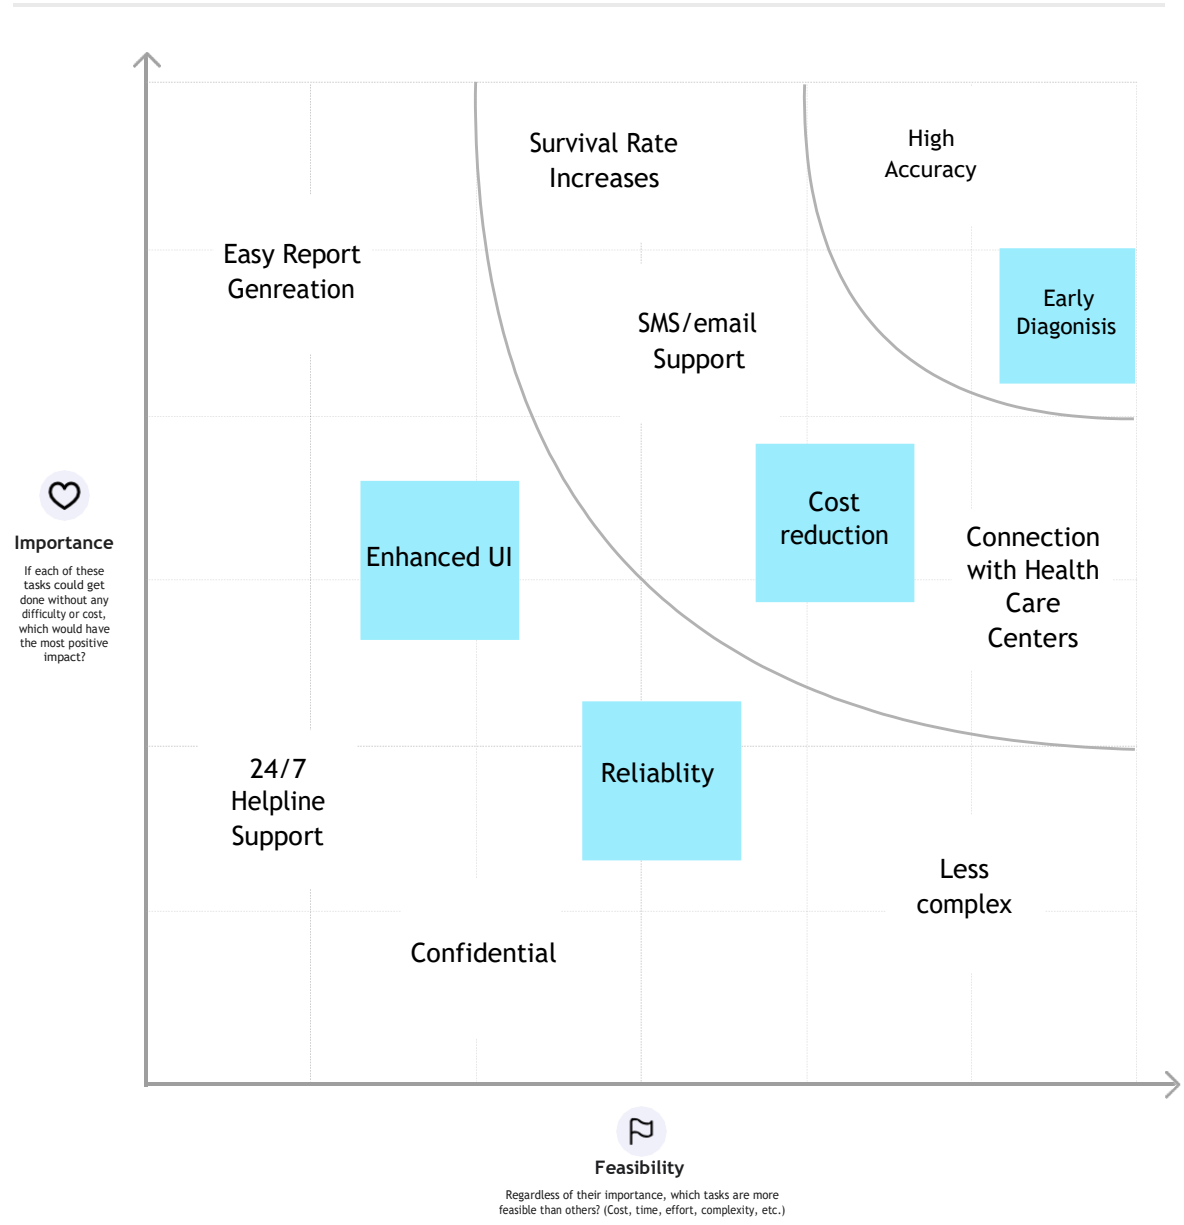 Survival Rate
Increases
High
Accuracy
Easy Report
Genreation
SMS/email
Support
Early
Diagonisis
Cost
reduction
Enhanced UI
Connection
with Health
Care
Centers
Importance
If each of these
tasks could get
done without any
difficulty or cost,
which would have
the most positive
impact?
24/7
Helpline
Support
Reliablity
Less
complex
Confidential
Feasibility
Regardless of their importance, which tasks are more
feasible than others? (Cost, time, effort, complexity, etc.)